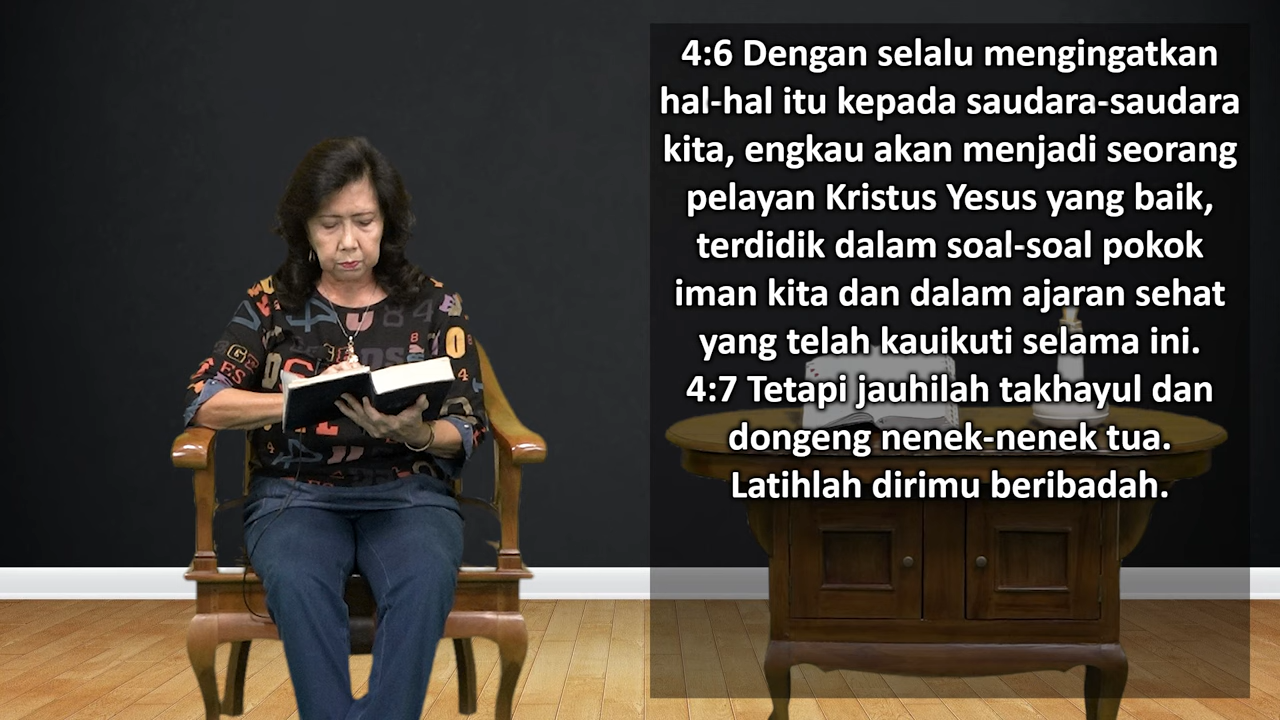 4:6 Dengan selalu mengingatkan
hal-hal itu kepada saudara-saudara
kita, engkau akan menjadi seorang
pelayan Kristus Yesus yang baik,
terdidik dalam soal-soal pokok
iman kita dan dalam ajaran sehat
yang telah kauikuti selama ini.
4:7 Tetapi jauhilah takhayul dan
dongeng nenek-nenek tua.
Latihlah dirimu beribadah.